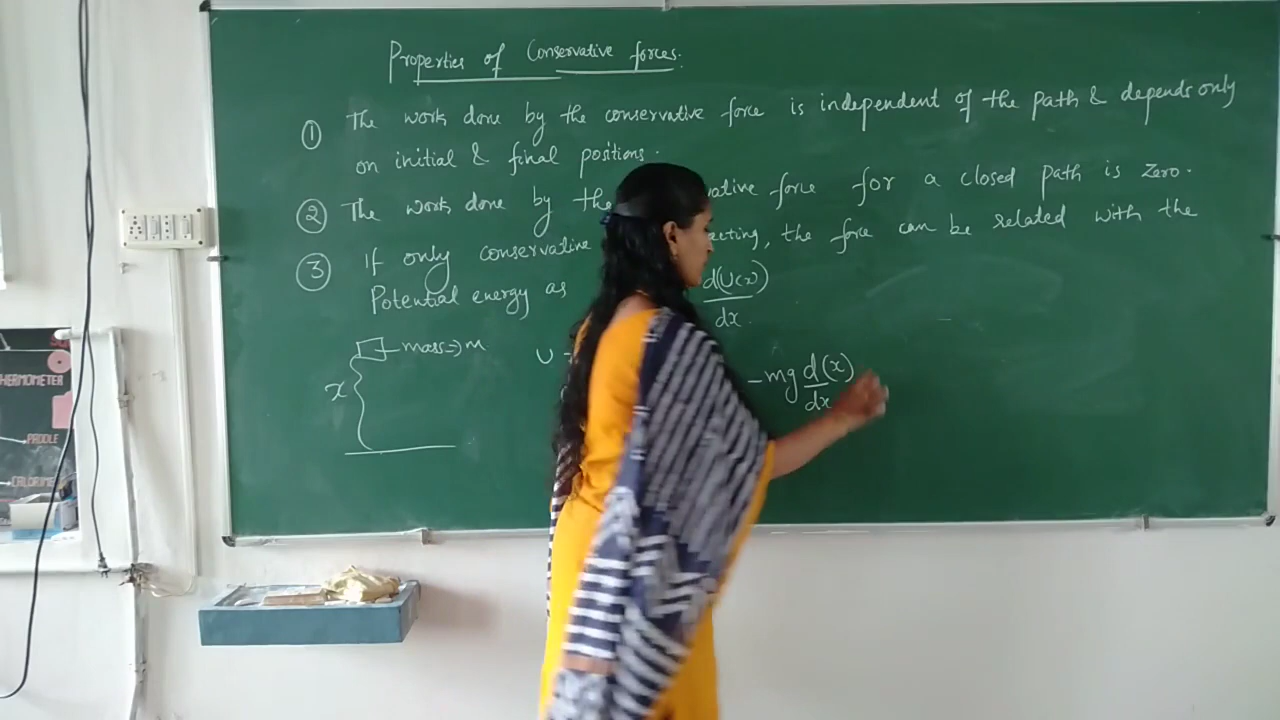 Properties of Conservative forces.
① The work done by the conservative force is independent of the path & depends only
on initial & final positions.
② The work done by the vative force for a closed path is zero.
③ If only conservative acting, the force can be related with the
Potential energy as d(U(x))
dx.
mass⇒m
x
U
-mg d(x)
dx
THERMOMETER
PADDLE
CALORIMET